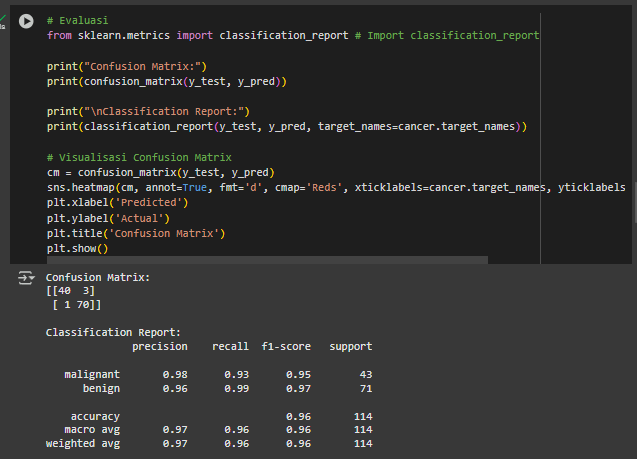 # Evaluasi
from sklearn.metrics import classification_report # Import classification_report
print("Confusion Matrix:")
print(confusion_matrix(y_test, y_pred))
print("\nClassification Report:")
print(classification_report(y_test, y_pred, target_names=cancer.target_names))
# Visualisasi Confusion Matrix
cm = confusion_matrix(y_test, y_pred)
sns.heatmap(cm, annot=True, fmt='d', cmap='Reds', xticklabels=cancer.target_names, yticklabels
plt.xlabel('Predicted')
plt.ylabel('Actual')
plt.title('Confusion Matrix')
plt.show()
Confusion Matrix:
[[40  3]
 [ 1 70]]
Classification Report:
              precision    recall  f1-score   support
   malignant       0.98      0.93      0.95        43
      benign       0.96      0.99      0.97        71
    accuracy                           0.96       114
   macro avg       0.97      0.96      0.96       114
weighted avg       0.97      0.96      0.96       114